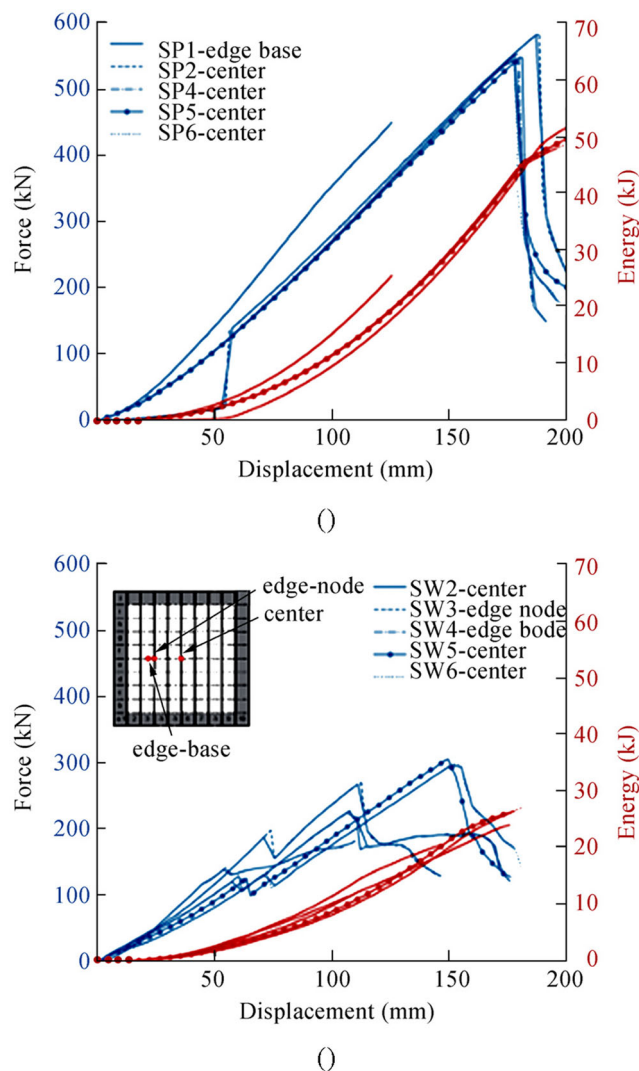 600
500
400
300
200
100
0
Force (kN)
SP1-edge base
SP2-center
SP4-center
SP5-center
SP6-center
70
60
50
40
30
20
10
0
Energy (kJ)
50
100
150
200
Displacement (mm)
()
600
500
400
300
200
100
0
Force (kN)
edge-node
center
edge-base
SW2-center
SW3-edge node
SW4-edge bode
SW5-center
SW6-center
70
60
50
40
30
20
10
0
Energy (kJ)
50
100
150
200
Displacement (mm)
()